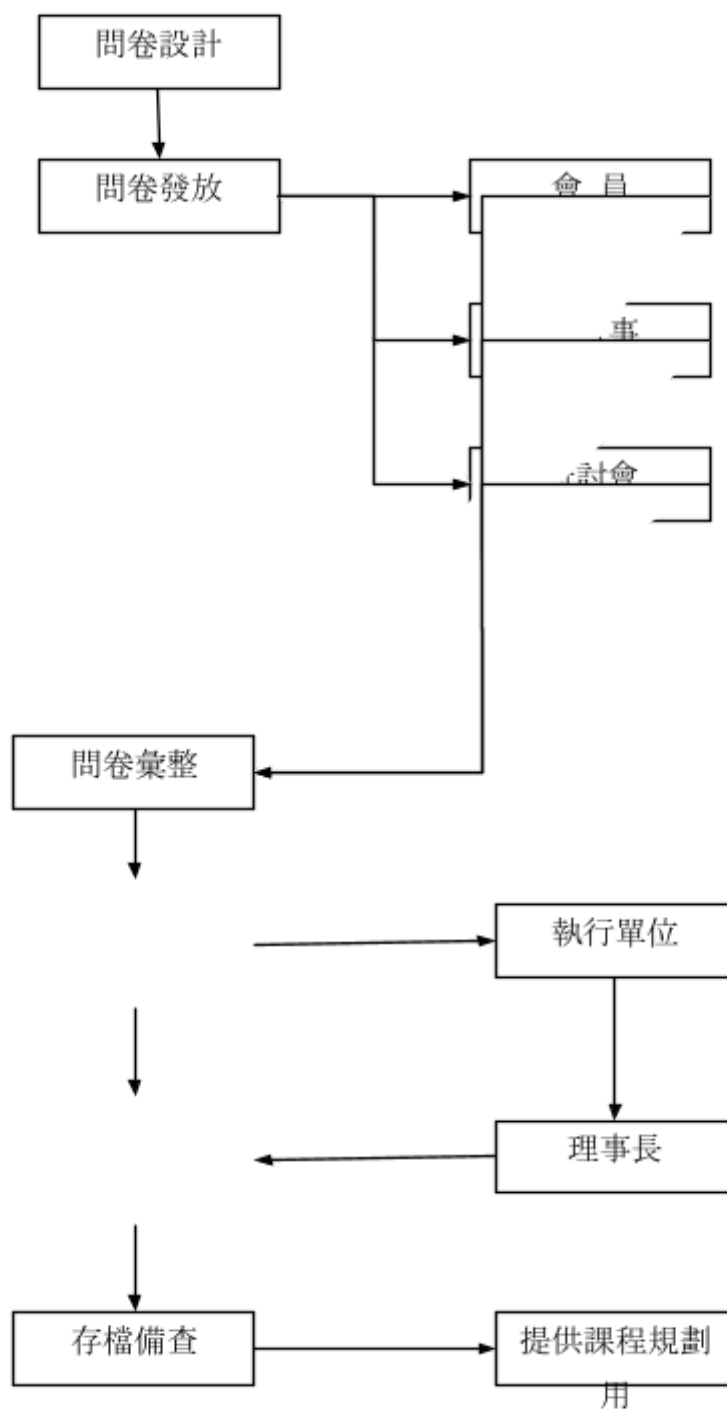 問卷設計
問卷發放
會 員
事
討會
問卷彙整
執行單位
理事長
存檔備查
提供課程規劃
用